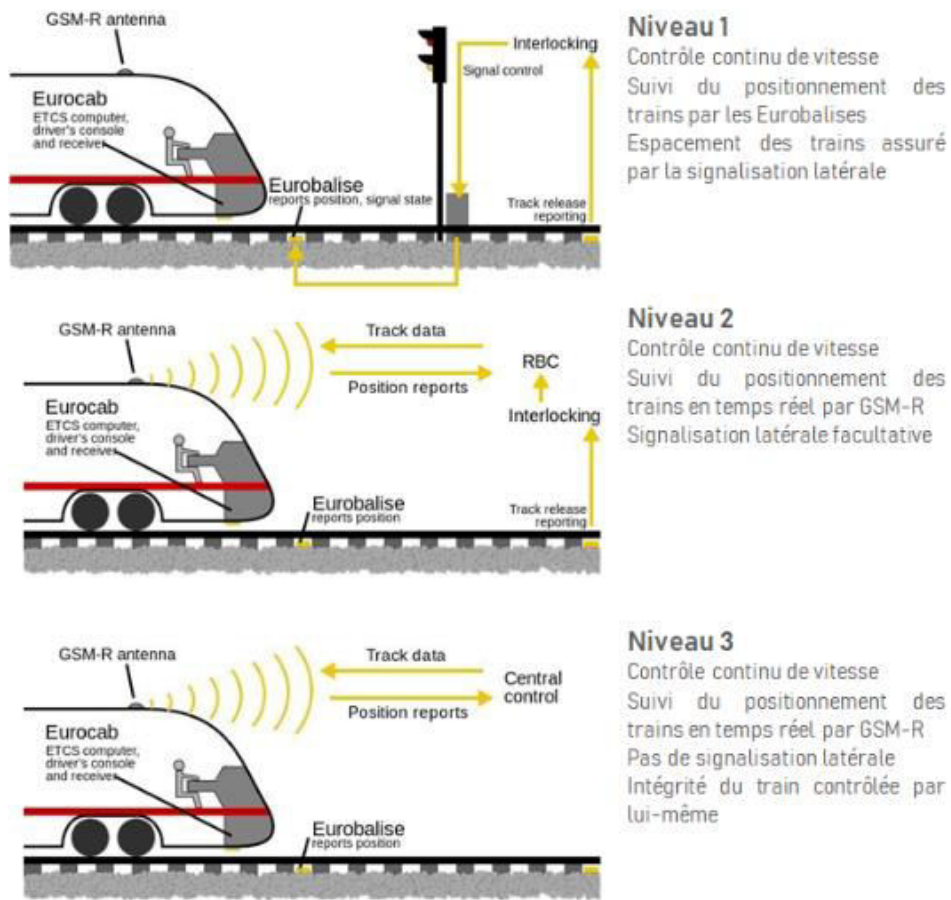 GSM-R antenna
Eurocab
ETCS computer,
driver's console
and receiver
Eurobalise
reports position, signal state
Interlocking
Signal control
Track release
reporting
Niveau 1
Contrôle continu de vitesse
Suivi du positionnement des
trains par les Eurobalises
Espacement des trains assuré
par la signalisation latérale
GSM-R antenna
Eurocab
ETCS computer,
driver's console
and receiver
Eurobalise
reports position
Track data
Position reports
RBC
Interlocking
Track release
reporting
Niveau 2
Contrôle continu de vitesse
Suivi du positionnement des
trains en temps réel par GSM-R
Signalisation latérale facultative
GSM-R antenna
Eurocab
ETCS computer,
driver's console
and receiver
Eurobalise
reports position
Track data
Position reports
Central
control
Niveau 3
Contrôle continu de vitesse
Suivi du positionnement des
trains en temps réel par GSM-R
Pas de signalisation latérale
Intégrité du train contrôlée par
lui-même